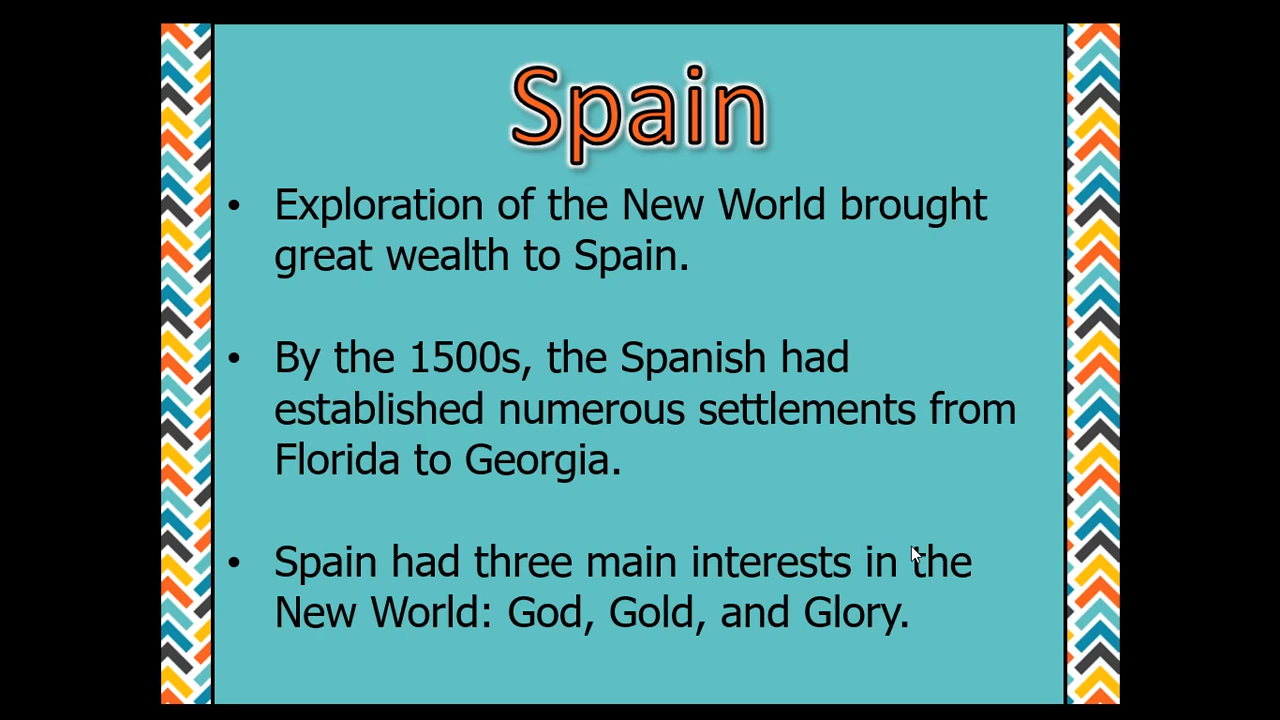 Spain
• Exploration of the New World brought
great wealth to Spain.
• By the 1500s, the Spanish had
established numerous settlements from
Florida to Georgia.
• Spain had three main interests in the
New World: God, Gold, and Glory.